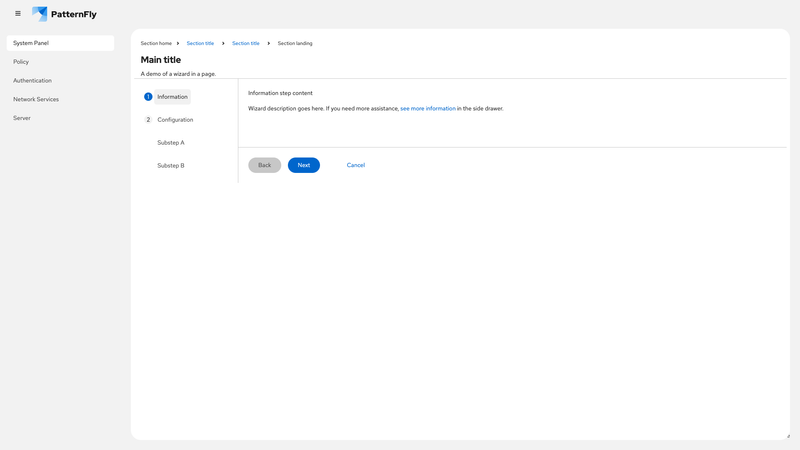 PatternFly
System Panel
Policy
Authentication
Network Services
Server
Section home Section title Section title Section landing
Main title
A demo of a wizard in a page.
1 Information
2 Configuration
Substep A
Substep B
Information step content
Wizard description goes here. If you need more assistance, see more information in the side drawer.
Back Next Cancel